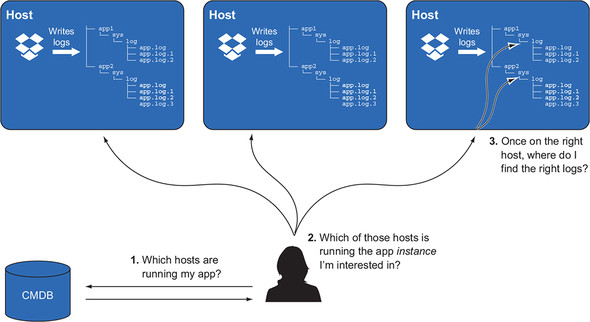 Host
Writes
logs
app1
sys
log
app.log
app.log.1
app.log.2
app2
sys
log
app.log
app.log.1
app.log.2
app.log.3
Host
Writes
logs
app1
sys
log
app.log
app.log.1
app.log.2
app2
sys
log
app.log
app.log.1
app.log.2
app.log.3
Host
Writes
logs
app1
sys
log
app.log
app.log.1
app.log.2
app2
sys
log
app.log
app.log.1
app.log.2
app.log.3
3. Once on the right
host, where do I
find the right logs?
2. Which of those hosts is
running the app instance
I'm interested in?
1. Which hosts are
running my app?
CMDB